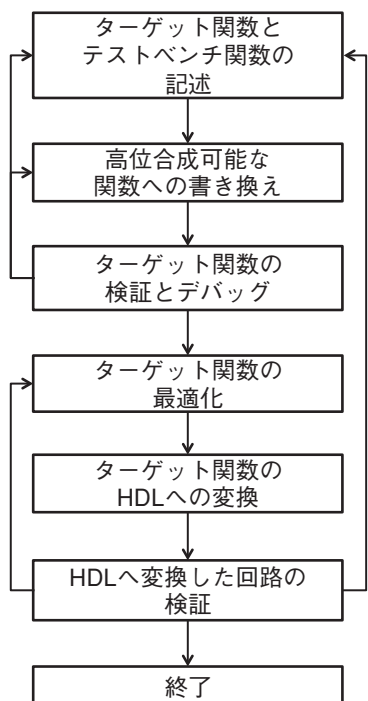 ターゲット関数と
テストベンチ関数の
記述
高位合成可能な
関数への書き換え
ターゲット関数の
検証とデバッグ
ターゲット関数の
最適化
ターゲット関数の
HDLへの変換
HDLへ変換した回路の
検証
終了